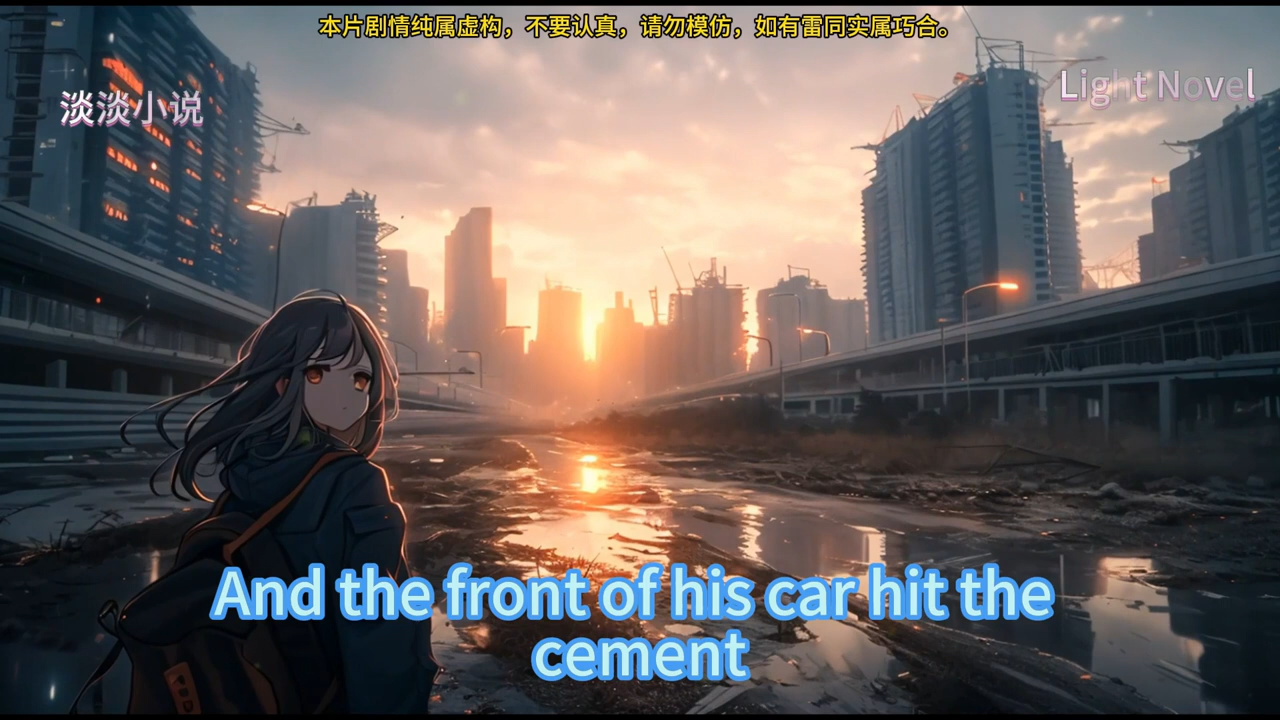 本片剧情纯属虚构，不要认真，请勿模仿，如有雷同实属巧合。
淡淡小说
Light Novel
And the front of his car hit the
cement